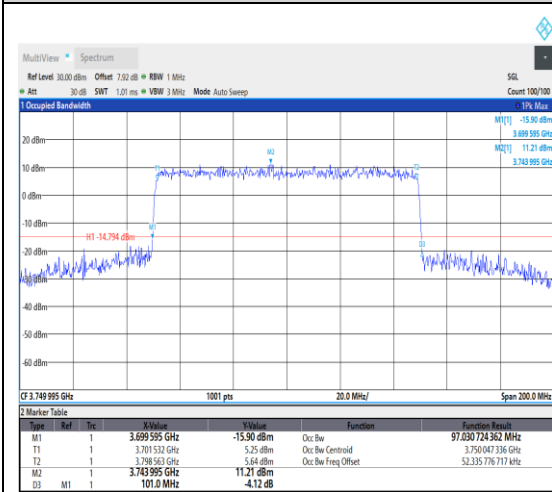 MultiView Spectrum
Ref Level 30.00 dBm Offset 7.92 dB RBW 1 MHz SGL
Att 30 dB SWT 1.01 ms VBW 3 MHz Mode Auto Sweep Count 100/100
1 Occupied Bandwidth 1Pk Max
M1[1] -15.90 dBm
3.699 595 GHz
M2[1] 11.21 dBm
3.743 995 GHz
20 dBm
M2
10 dBm
T1
T2
0 dBm
-10 dBm
M1
H1 -14.794 dBm
D3
-20 dBm
-40 dBm
-50 dBm
-60 dBm
CF 3.749 995 GHz 1001 pts 20.0 MHz/ Span 200.0 MHz
2 Marker Table
Type Ref Trc X-Value Y-Value Function Function Result
M1 1 3.699 595 GHz -15.90 dBm Occ Bw 97.030 724 362 MHz
T1 1 3.701 532 GHz 5.25 dBm Occ Bw Centroid 3.750 047 336 GHz
T2 1 3.798 563 GHz 5.64 dBm Occ Bw Freq Offset 52.335 776 717 kHz
M2 1 3.743 995 GHz 11.21 dBm
D3 M1 1 101.0 MHz -4.12 dB